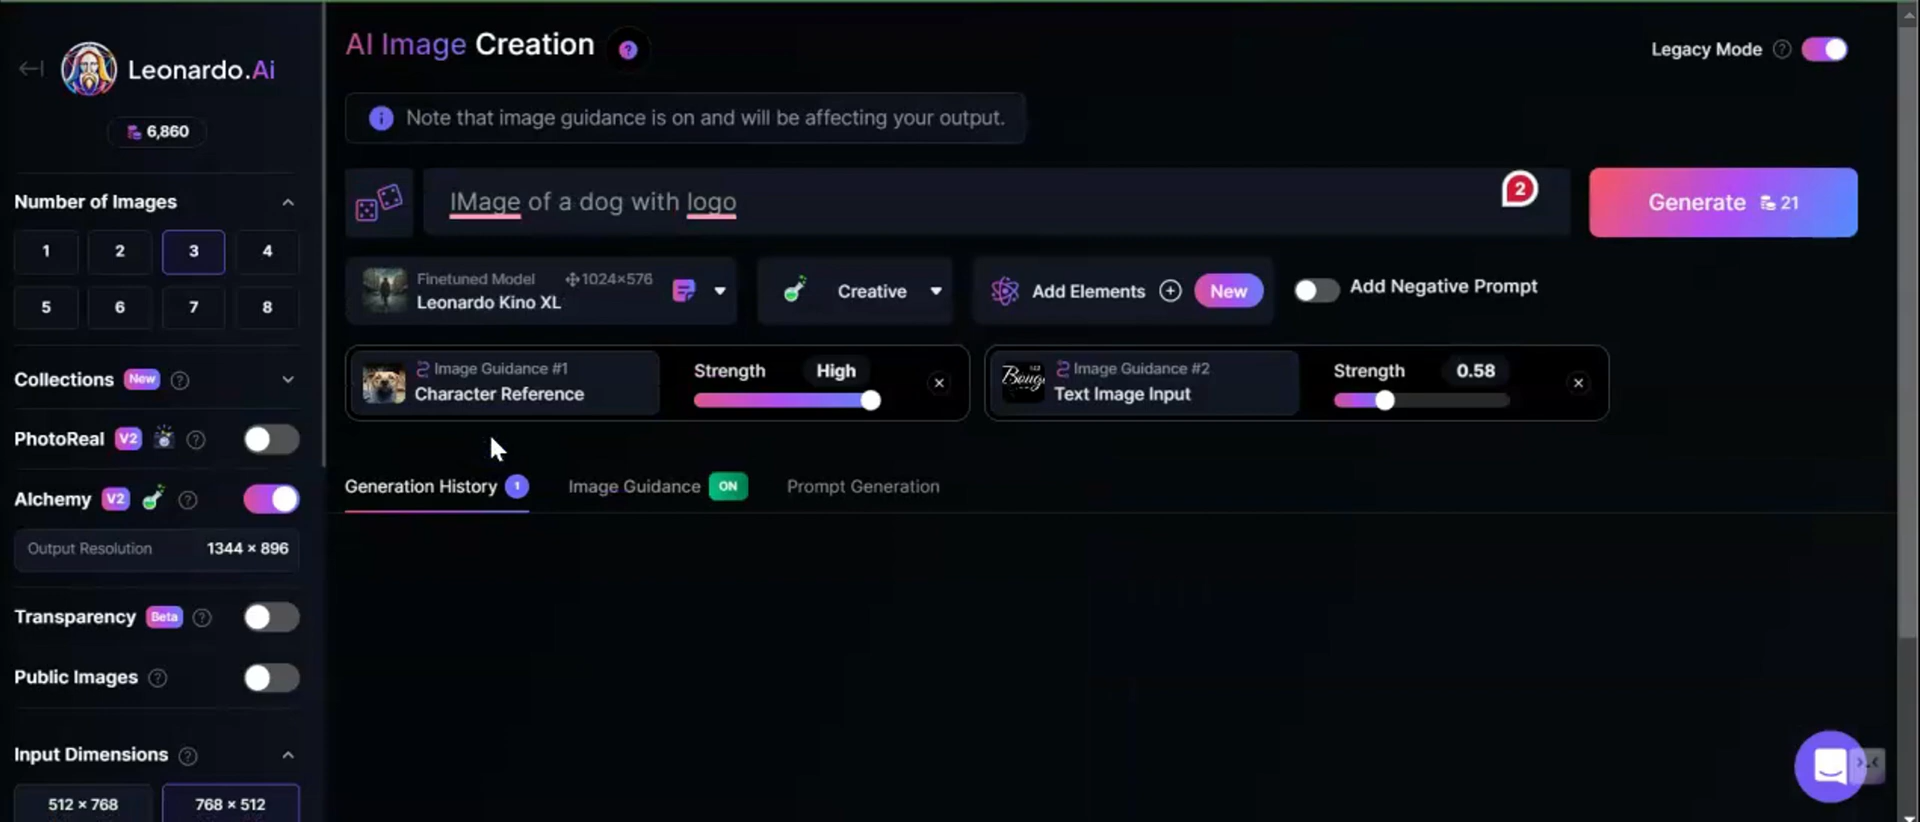 Leonardo.Ai
6,860
Number of Images
1 2 3 4
5 6 7 8
Collections New ?
PhotoReal V2 ?
Alchemy V2 ?
Output Resolution 1344 × 896
Transparency Beta ?
Public Images ?
Input Dimensions ?
512 × 768 768 × 512
AI Image Creation ?
Legacy Mode ?
i Note that image guidance is on and will be affecting your output.
IMage of a dog with logo
2
Generate 21
Finetuned Model 1024×576
Leonardo Kino XL
Creative
Add Elements New
Add Negative Prompt
Image Guidance #1
Character Reference
Strength High
Image Guidance #2
Text Image Input
Strength 0.58
Generation History 1
Image Guidance ON
Prompt Generation